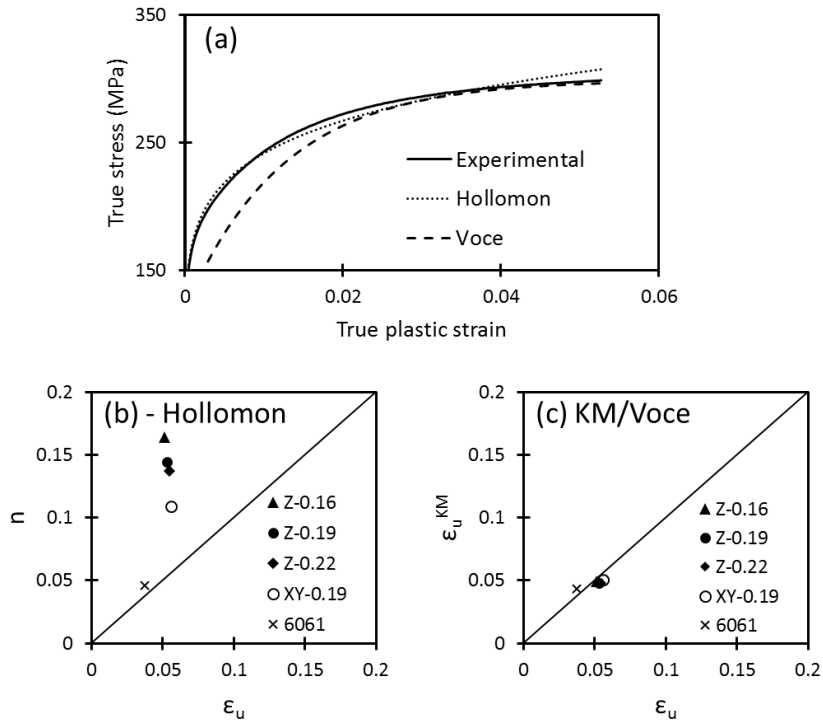 (a)
350
250
150
True stress (MPa)
Experimental
Hollomon
Voce
0
0.02
0.04
0.06
True plastic strain
(b) - Hollomon
0.2
0.15
0.1
0.05
0
n
Z-0.16
Z-0.19
Z-0.22
XY-0.19
6061
0
0.05
0.1
0.15
0.2
εu
(c) KM/Voce
0.2
0.15
0.1
0.05
0
εuKM
Z-0.16
Z-0.19
Z-0.22
XY-0.19
6061
0
0.05
0.1
0.15
0.2
εu